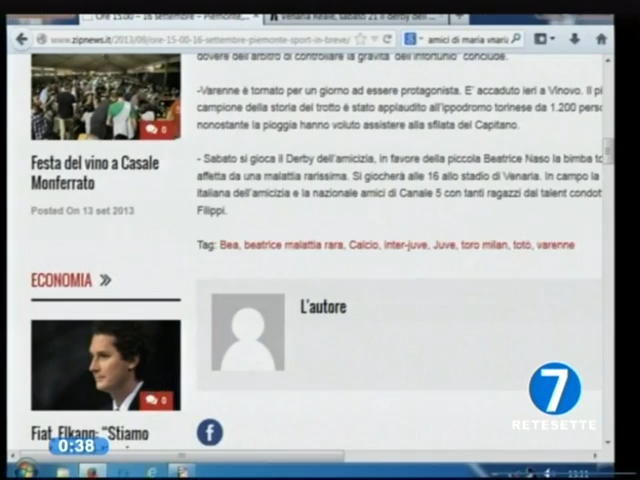 Ore 15.00 – 16 settembre – Piemonte,...
Venaria Reale, sabato 21 il derby dell'...
www.zipnews.it/2013/09/ore-15-00-16-settembre-piemonte-sport-in-breve/
amici di maria
dovere dell'arbitro di controllare la gravita' dell'infortunio" conclude.
-Varenne è tornato per un giorno ad essere protagonista. E' accaduto ieri a Vinovo. Il pi
campione della storia del trotto è stato applaudito all'ippodromo torinese da 1.200 perso
nonostante la pioggia hanno voluto assistere alla sfilata del Capitano.
0
Festa del vino a Casale
Monferrato
Posted On 13 set 2013
- Sabato si gioca il Derby dell'amicizia, in favore della piccola Beatrice Naso la bimba to
affetta da una malattia rarissima. Si giocherà alle 16 allo stadio di Venaria. In campo la
italiana dell'amicizia e la nazionale amici di Canale 5 con tanti ragazzi del talent condot
Filippi.
Tag: Bea, beatrice malattia rara, Calcio, inter-juve, Juve, toro milan, totò, varenne
ECONOMIA
L'autore
0
Fiat, Elkann: "Stiamo
f
7
RETESETTE
0:38